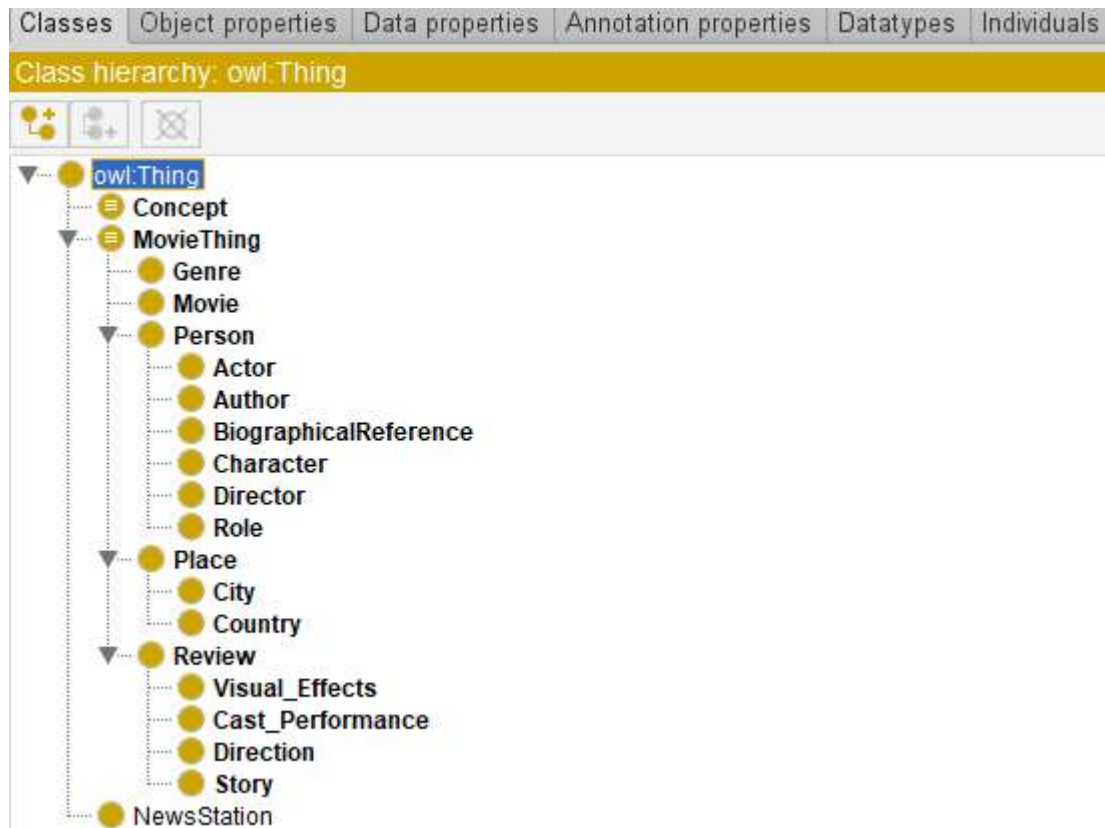 Classes Object properties Data properties Annotation properties Datatypes Individuals
Class hierarchy: owl:Thing
owl:Thing
Concept
MovieThing
Genre
Movie
Person
Actor
Author
BiographicalReference
Character
Director
Role
Place
City
Country
Review
Visual_Effects
Cast_Performance
Direction
Story
NewsStation